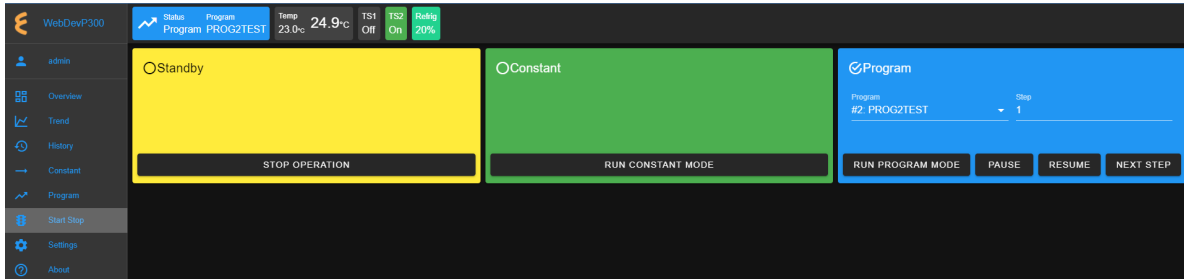 WebDevP300
Status Program
Program PROG2TEST
Temp
23.0°C 24.9°C
TS1
Off
TS2
On
Refrig
20%
admin
Overview
Trend
History
Constant
Program
Start Stop
Settings
About
Standby
STOP OPERATION
Constant
RUN CONSTANT MODE
Program
Program Step
#2: PROG2TEST 1
RUN PROGRAM MODE PAUSE RESUME NEXT STEP